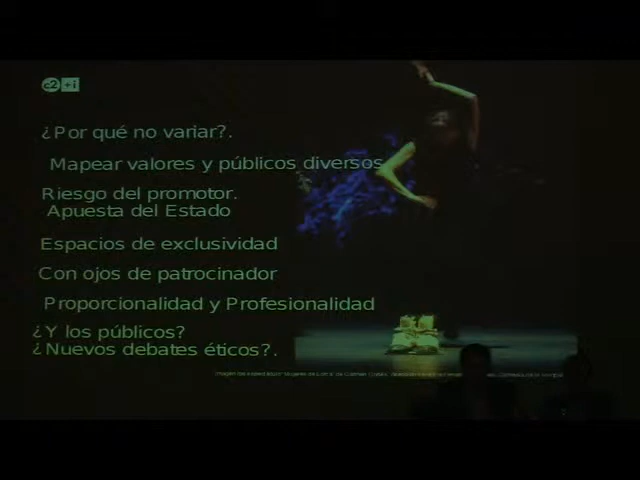 c2 +i
¿Por qué no variar?.
Mapear valores y públicos diversos
Riesgo del promotor.
Apuesta del Estado
Espacios de exclusividad
Con ojos de patrocinador
Proporcionalidad y Profesionalidad
¿Y los públicos?
¿Nuevos debates éticos?.